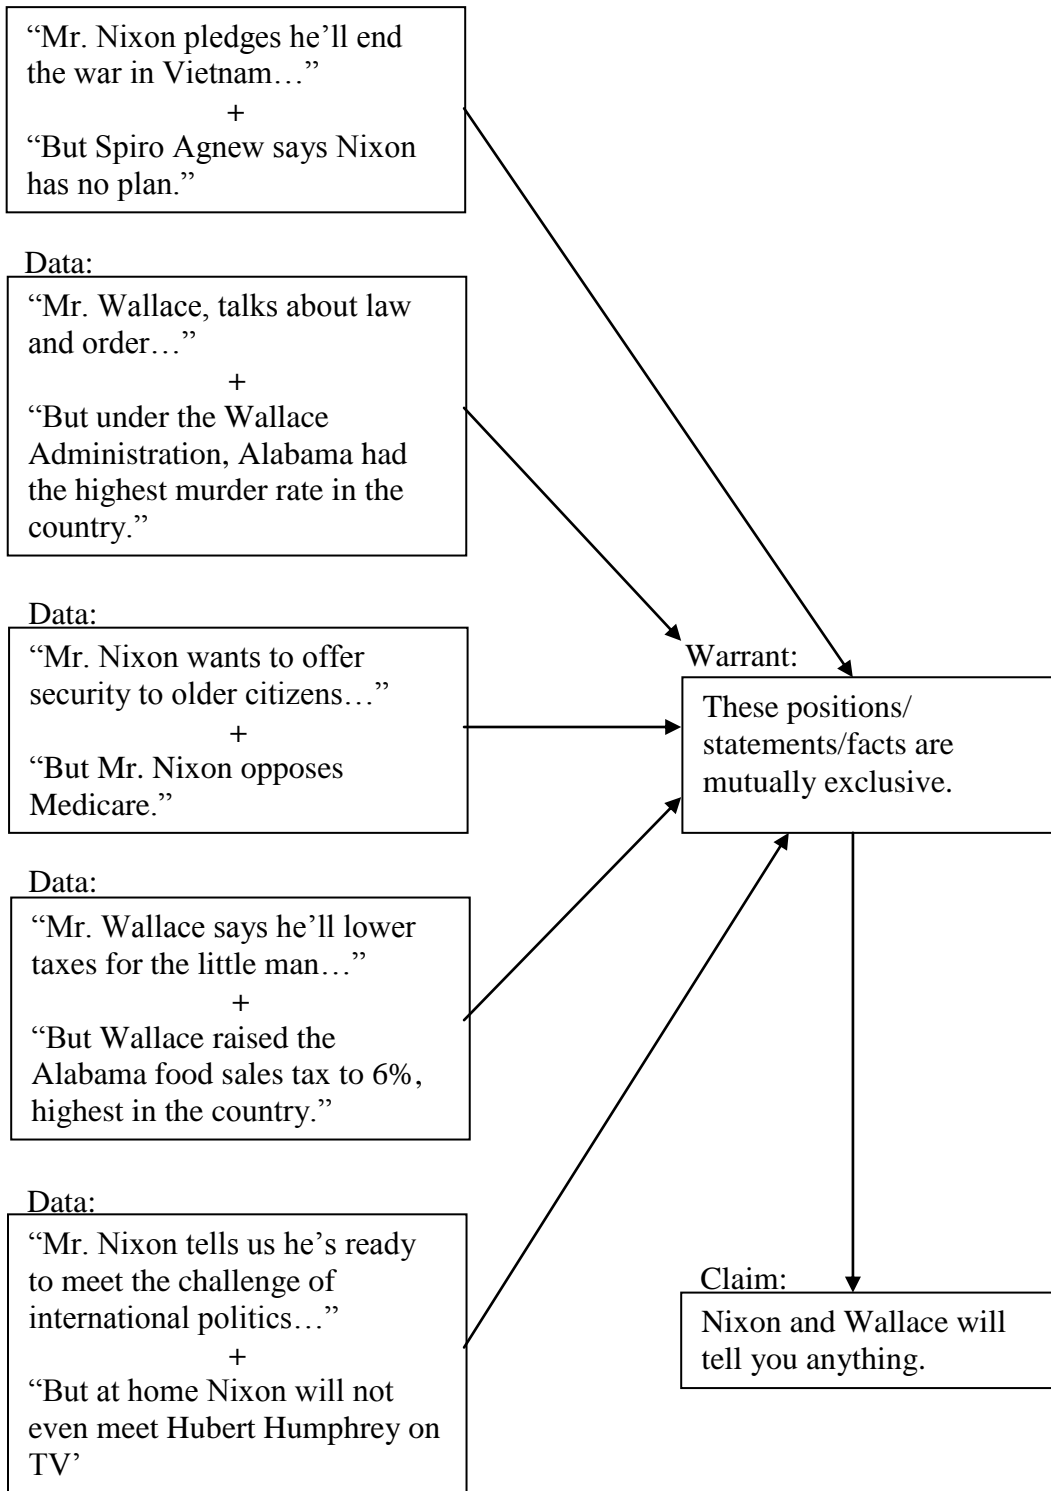 “Mr. Nixon pledges he’ll end
the war in Vietnam…”
+
“But Spiro Agnew says Nixon
has no plan.”
Data:
“Mr. Wallace, talks about law
and order…”
+
“But under the Wallace
Administration, Alabama had
the highest murder rate in the
country.”
Data:
“Mr. Nixon wants to offer
security to older citizens…”
+
“But Mr. Nixon opposes
Medicare.”
Data:
“Mr. Wallace says he’ll lower
taxes for the little man…”
+
“But Wallace raised the
Alabama food sales tax to 6%,
highest in the country.”
Data:
“Mr. Nixon tells us he’s ready
to meet the challenge of
international politics…”
+
“But at home Nixon will not
even meet Hubert Humphrey on
TV’
Warrant:
These positions/
statements/facts are
mutually exclusive.
Claim:
Nixon and Wallace will
tell you anything.